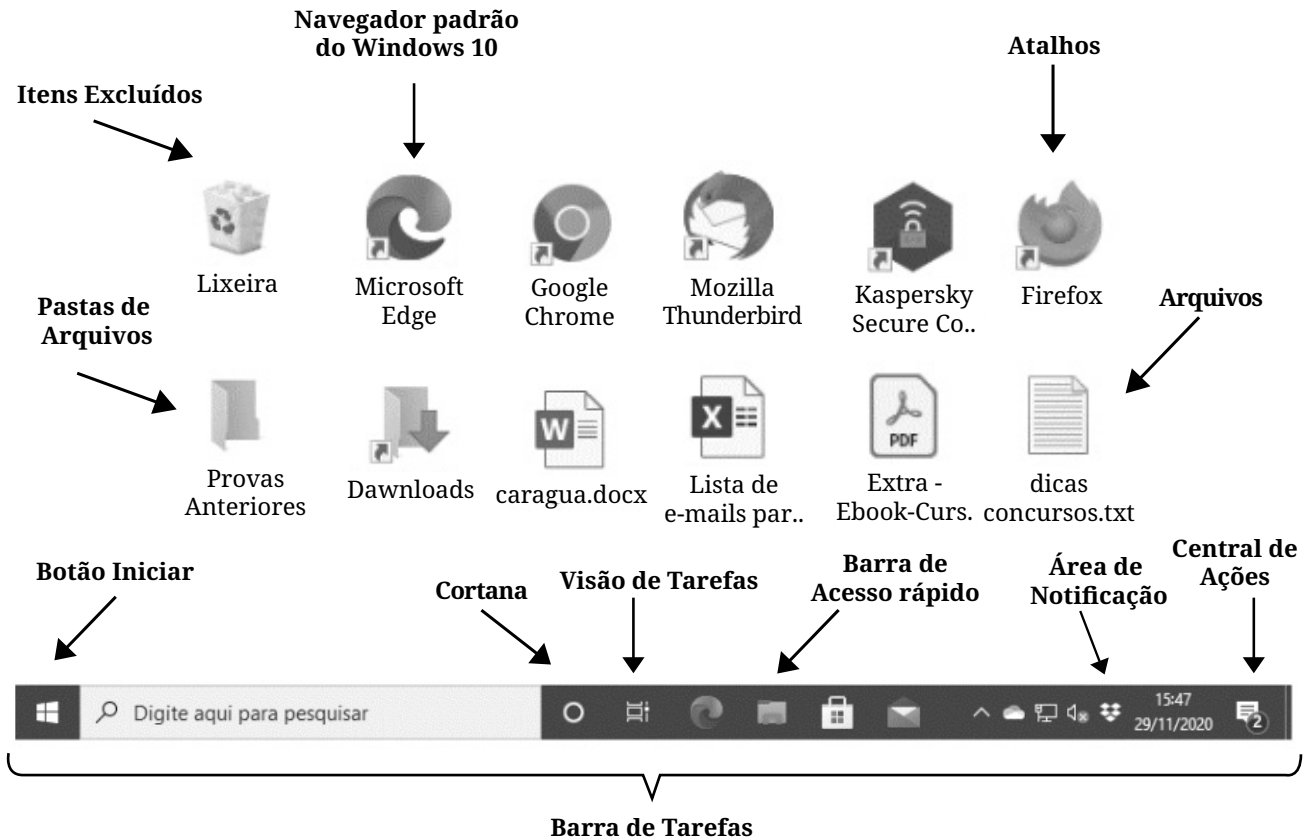 Navegador padrão
do Windows 10
Atalhos
Itens Excluídos
Lixeira
Microsoft
Edge
Google
Chrome
Mozilla
Thunderbird
Kaspersky
Secure Co..
Firefox
Pastas de
Arquivos
Arquivos
W
X
PDF
Provas
Anteriores
Dawnloads
caragua.docx
Lista de
e-mails par..
Extra -
Ebook-Curs.
dicas
concursos.txt
Botão Iniciar
Cortana
Visão de Tarefas
Barra de
Acesso rápido
Área de
Notificação
Central de
Ações
Digite aqui para pesquisar
15:47
29/11/2020
2
Barra de Tarefas